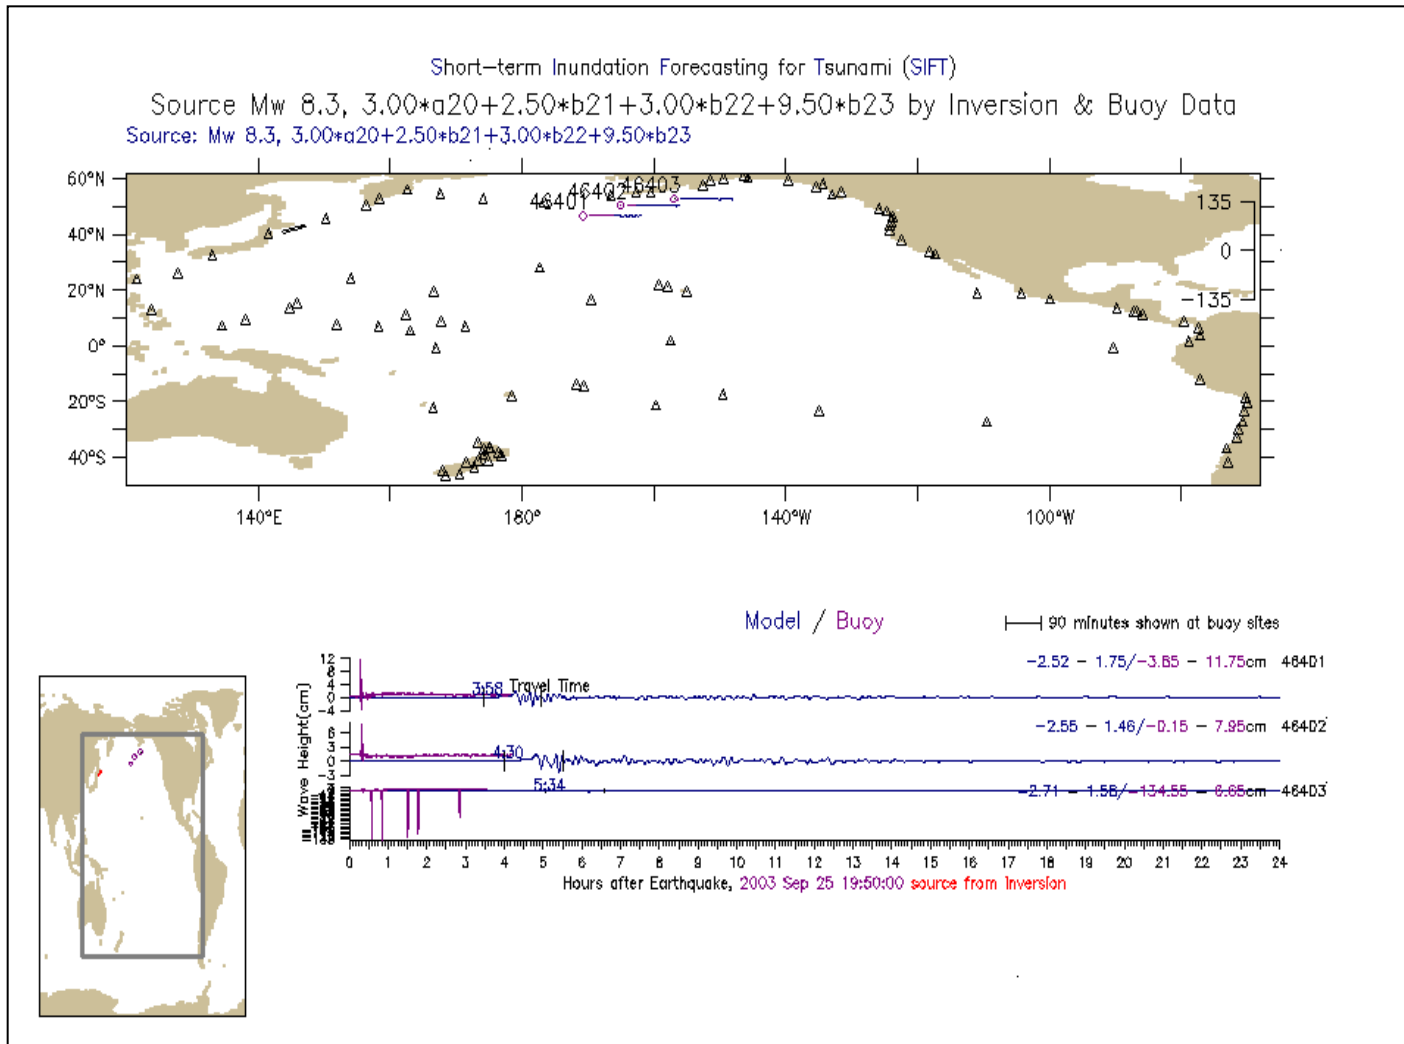 Short-term Inundation Forecasting for Tsunami (SIFT)
Source Mw 8.3, 3.00*a20+2.50*b21+3.00*b22+9.50*b23 by Inversion & Buoy Data
Source: Mw 8.3, 3.00*a20+2.50*b21+3.00*b22+9.50*b23
60°N
40°N
20°N
0°
20°S
40°S
46401
46402
46403
135
0
-135
140°E 180° 140°W 100°W
Model / Buoy
90 minutes shown at buoy sites
-2.52 - 1.75/-3.85 - 11.75cm 46401
12
8
4
0
-4
3:58 Travel Time
-2.55 - 1.46/-0.15 - 7.95cm 46402
6
3
0
-3
4:30
5:34
-2.71 - 1.58/-134.55 - 6.65cm 46403
Wave Height(cm)
0 1 2 3 4 5 6 7 8 9 10 11 12 13 14 15 16 17 18 19 20 21 22 23 24
Hours after Earthquake, 2003 Sep 25 19:50:00 source from Inversion